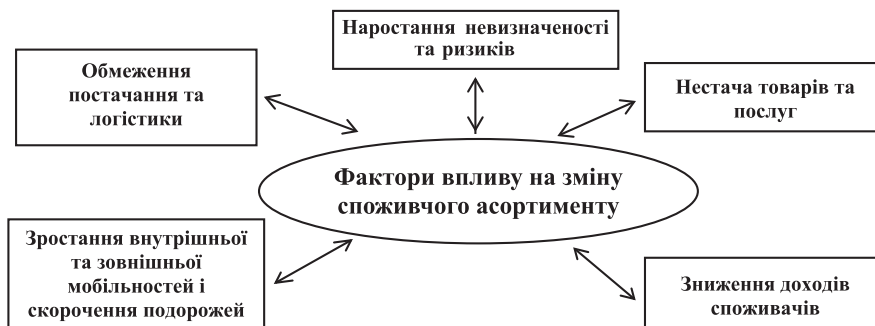 Наростання невизначеності
та ризиків
Обмеження
постачання та
логістики
Нестача товарів та
послуг
Фактори впливу на зміну
споживчого асортименту
Зростання внутрішньої
та зовнішньої
мобільностей і
скорочення подорожей
Зниження доходів
споживачів